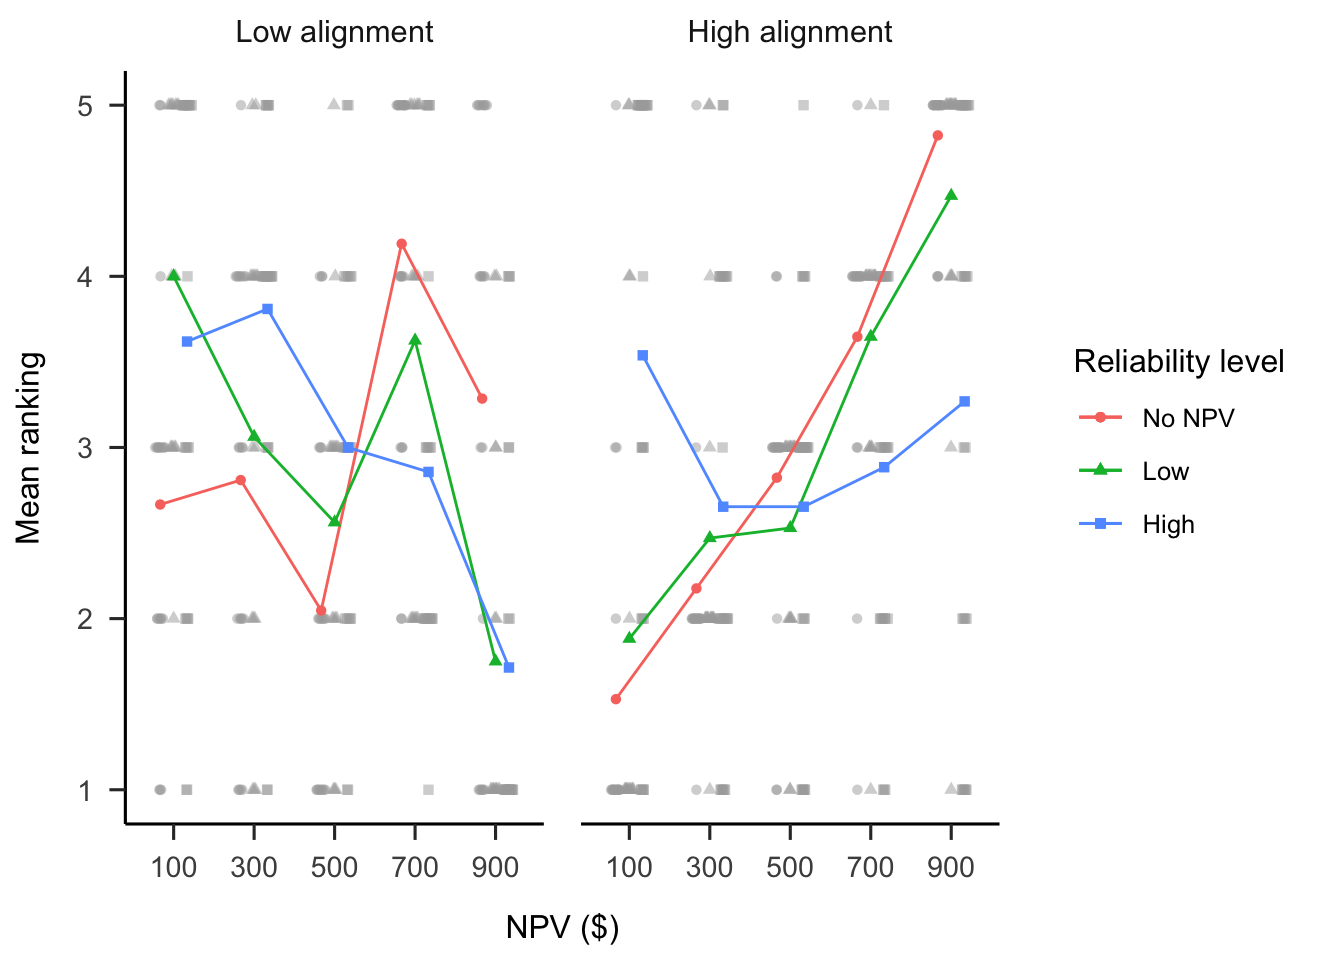 Low alignment
High alignment
5
4
3
2
1
Mean ranking
100 300 500 700 900
100 300 500 700 900
NPV ($)
Reliability level
No NPV
Low
High